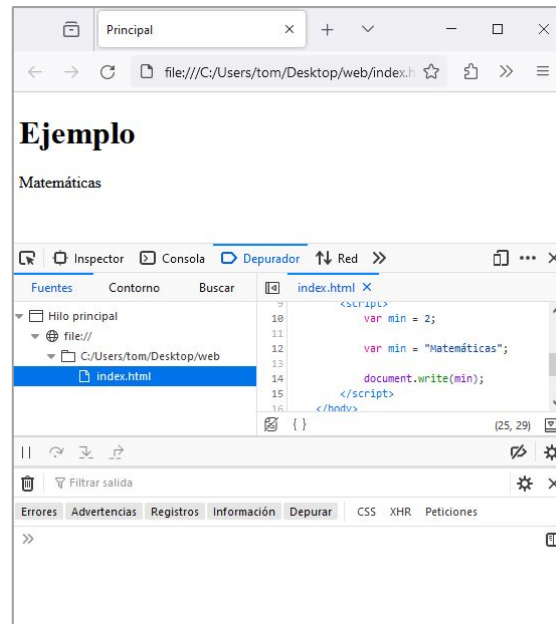 Principal
file:///C:/Users/tom/Desktop/web/index.h
Ejemplo
Matemáticas
Inspector Consola Depurador Red
Fuentes Contorno Buscar index.html
Hilo principal
file://
C:/Users/tom/Desktop/web
index.html
9 <script>
10 var min = 2;
11
12 var min = "Matemáticas";
13
14 document.write(min);
15 </script>
16 </body>
{ } (25, 29)
Filtrar salida
Errores Advertencias Registros Información Depurar CSS XHR Peticiones